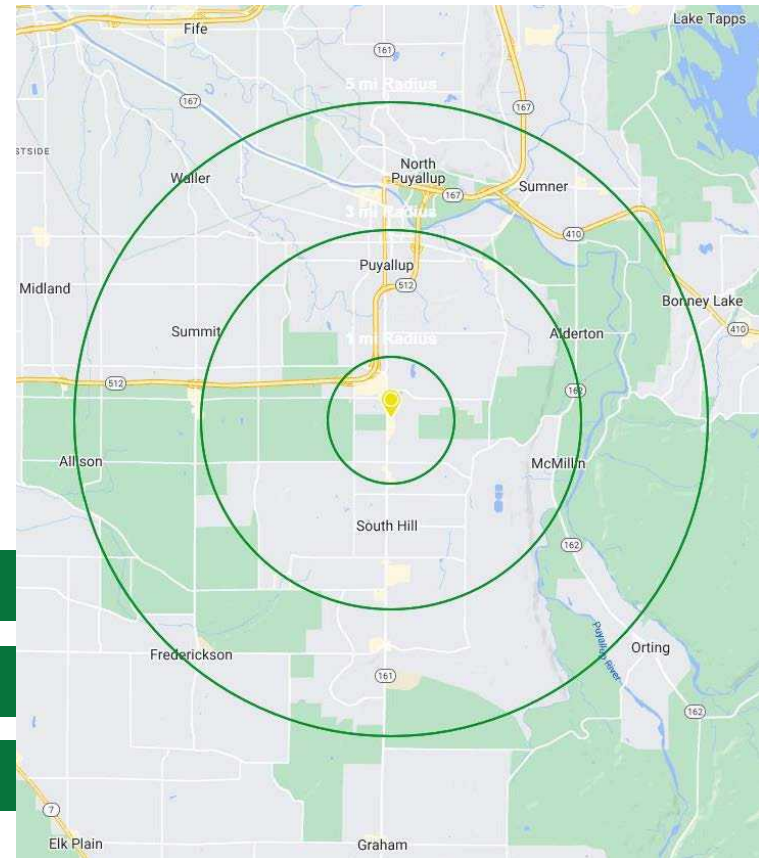 Fife
Lake Tapps
161
5 mi Radius
167
167
STSIDE
Waller
North
Puyallup
167
Sumner
3 mi Radius
410
Puyallup
512
Midland
Bonney Lake
Summit
1 mi Radius
Alderton
410
512
162
Allison
McMillin
South Hill
162
Puyallup River
Frederickson
Orting
161
162
7
Elk Plain
Graham